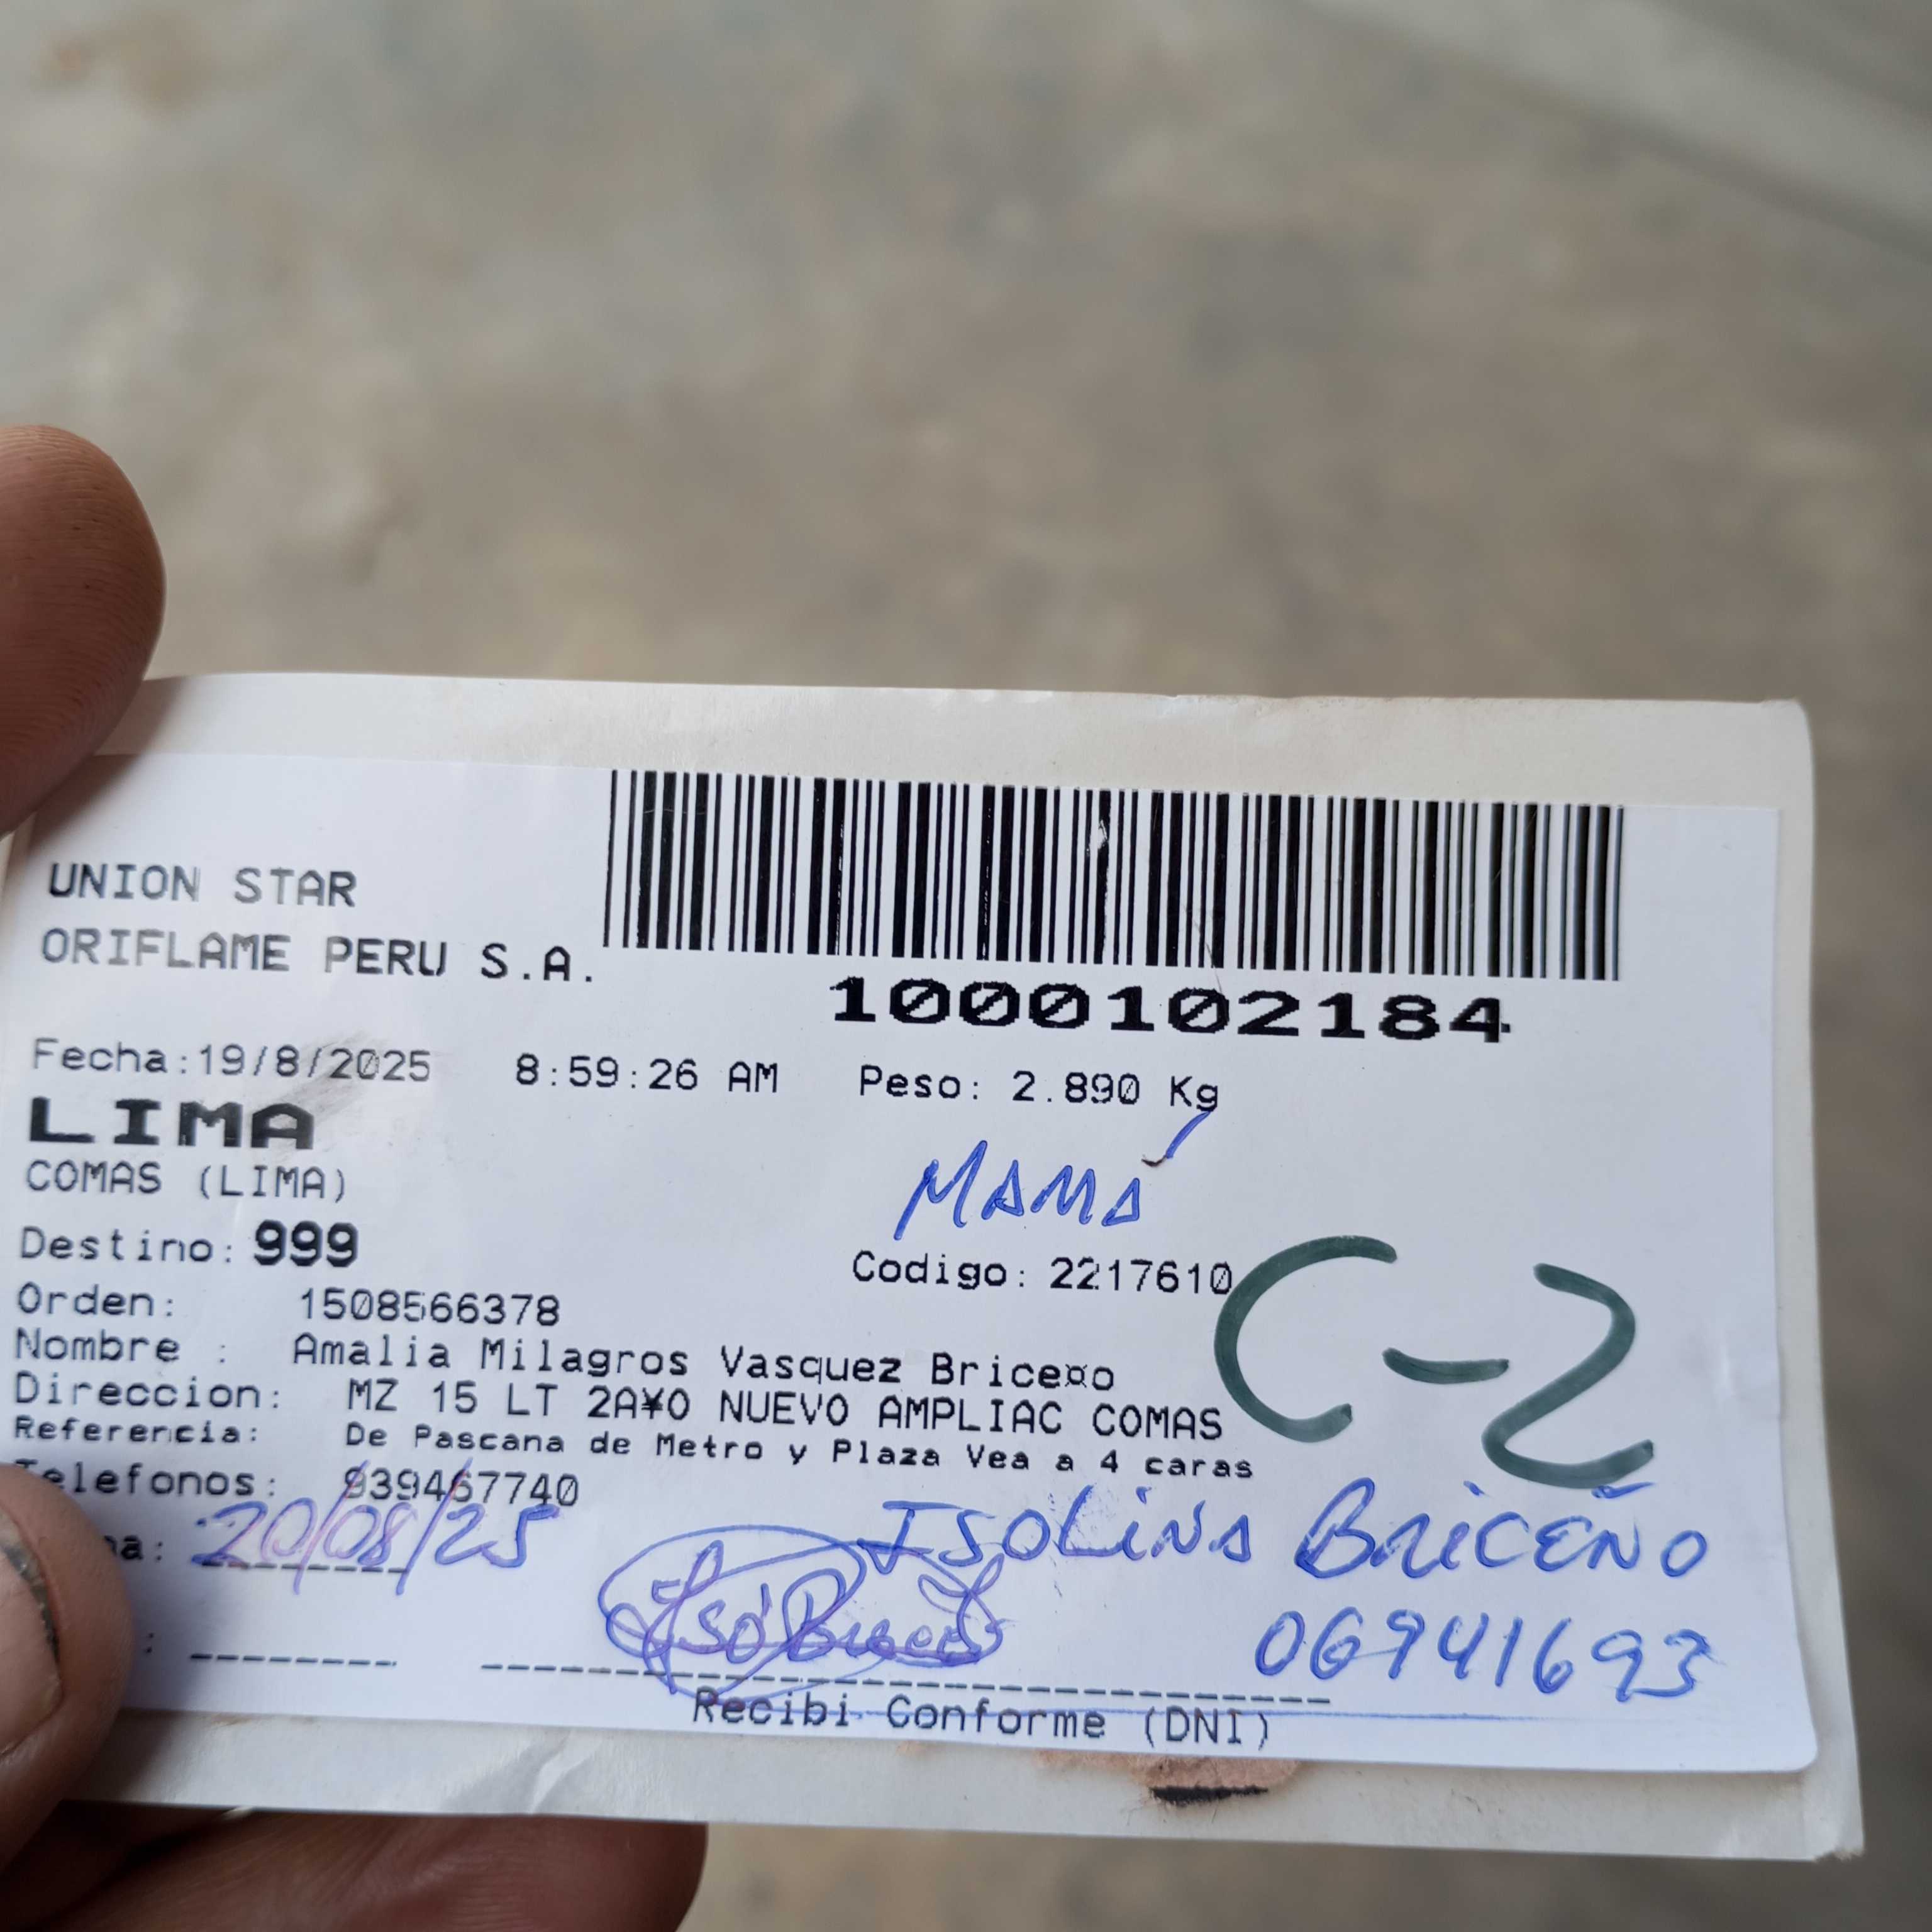 UNION STAR
ORIFLAME PERU S.A.
1000102184
Fecha:19/8/2025 8:59:26 AM Peso: 2.890 Kg
LIMA
COMAS (LIMA)
MAMÁ
Destino: 999
Codigo: 2217610
C-2
Orden: 1508566378
Nombre : Amalia Milagros Vasquez Brice¤o
Direccion: MZ 15 LT 2A¥O NUEVO AMPLIAC COMAS
Referencia: De Pascana de Metro y Plaza Vea a 4 caras
Telefonos: 939467740
20/08/25
ISOLINA BRICEÑO
06941693
Recibi Conforme (DNI)